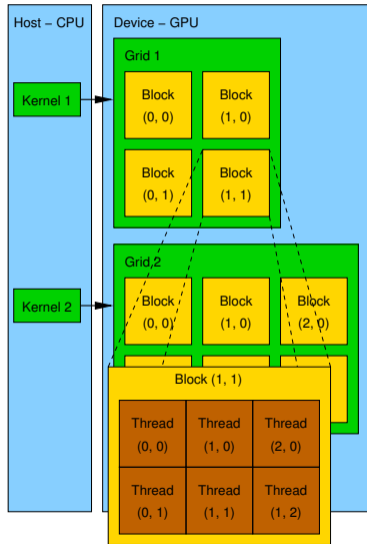 Host – CPU
Device – GPU
Grid 1
Kernel 1
Block
(0, 0)
Block
(1, 0)
Block
(0, 1)
Block
(1, 1)
Grid 2
Kernel 2
Block
(0, 0)
Block
(1, 0)
Block
(2, 0)
Block (1, 1)
Thread
(0, 0)
Thread
(1, 0)
Thread
(2, 0)
Thread
(0, 1)
Thread
(1, 1)
Thread
(1, 2)